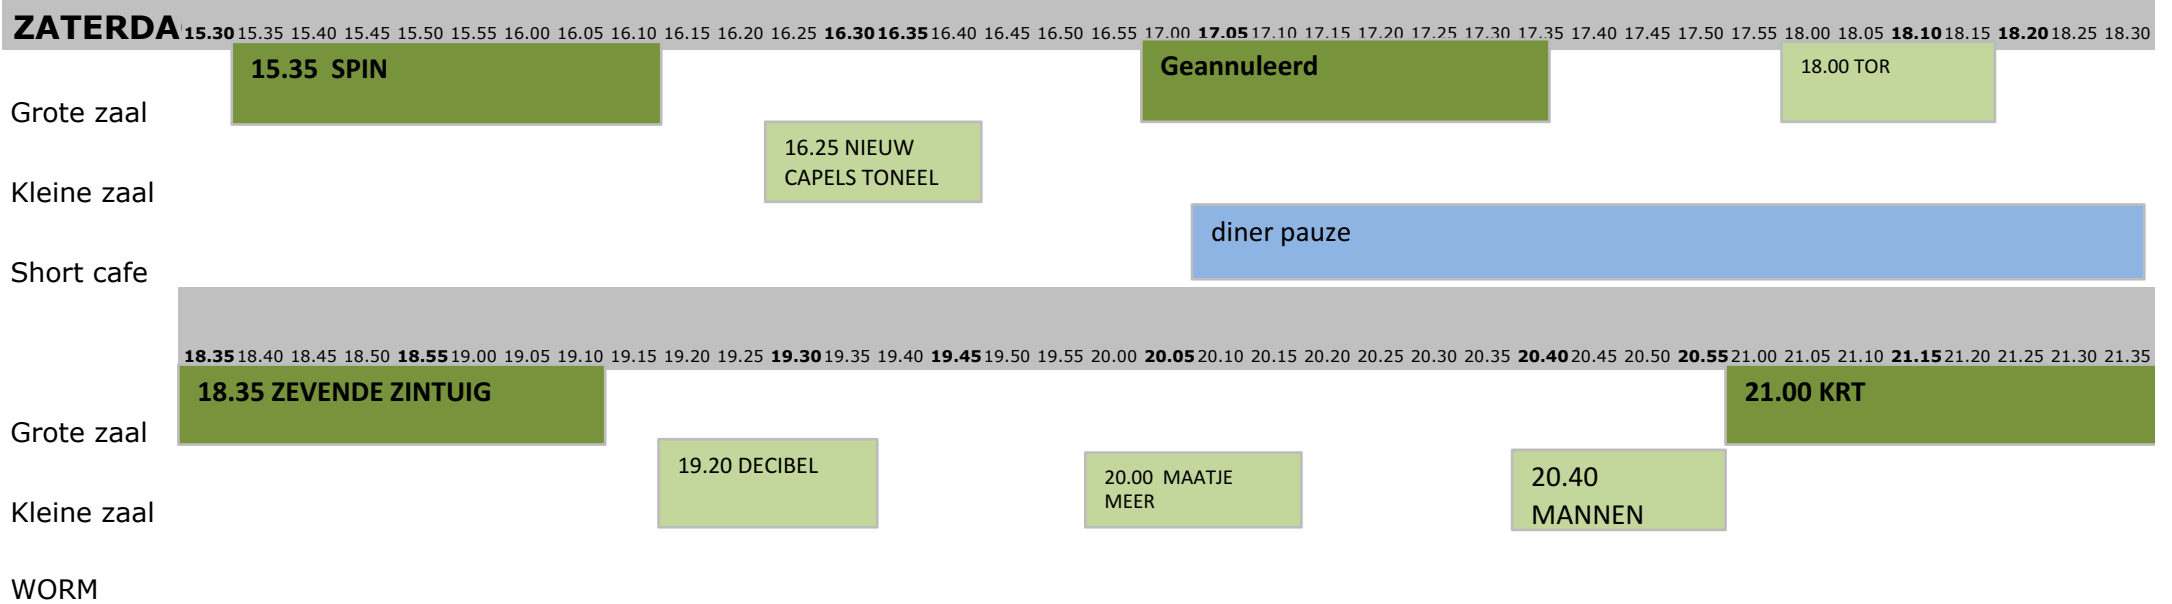 ZATERDA 15.30 15.35 15.40 15.45 15.50 15.55 16.00 16.05 16.10 16.15 16.20 16.25 16.30 16.35 16.40 16.45 16.50 16.55 17.00 17.05 17.10 17.15 17.20 17.25 17.30 17.35 17.40 17.45 17.50 17.55 18.00 18.05 18.10 18.15 18.20 18.25 18.30
15.35 SPIN
Geannuleerd
18.00 TOR
Grote zaal
16.25 NIEUW
CAPELS TONEEL
Kleine zaal
diner pauze
Short cafe
18.35 18.40 18.45 18.50 18.55 19.00 19.05 19.10 19.15 19.20 19.25 19.30 19.35 19.40 19.45 19.50 19.55 20.00 20.05 20.10 20.15 20.20 20.25 20.30 20.35 20.40 20.45 20.50 20.55 21.00 21.05 21.10 21.15 21.20 21.25 21.30 21.35
18.35 ZEVENDE ZINTUIG
21.00 KRT
Grote zaal
19.20 DECIBEL
20.00 MAATJE
MEER
20.40
MANNEN
Kleine zaal
WORM